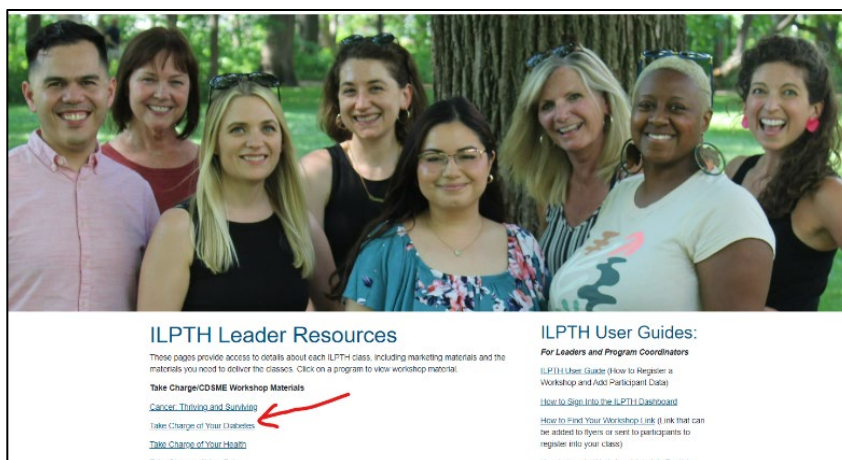 ILPTH Leader Resources
These pages provide access to details about each ILPTH class, including marketing materials and the
materials you need to deliver the classes. Click on a program to view workshop material.
Take Charge/CDSME Workshop Materials
Cancer: Thriving and Surviving
Take Charge of Your Diabetes
Take Charge of Your Health
ILPTH User Guides:
For Leaders and Program Coordinators
ILPTH User Guide (How to Register a
Workshop and Add Participant Data)
How to Sign Into the ILPTH Dashboard
How to Find Your Workshop Link (Link that can
be added to flyers or sent to participants to
register into your class)